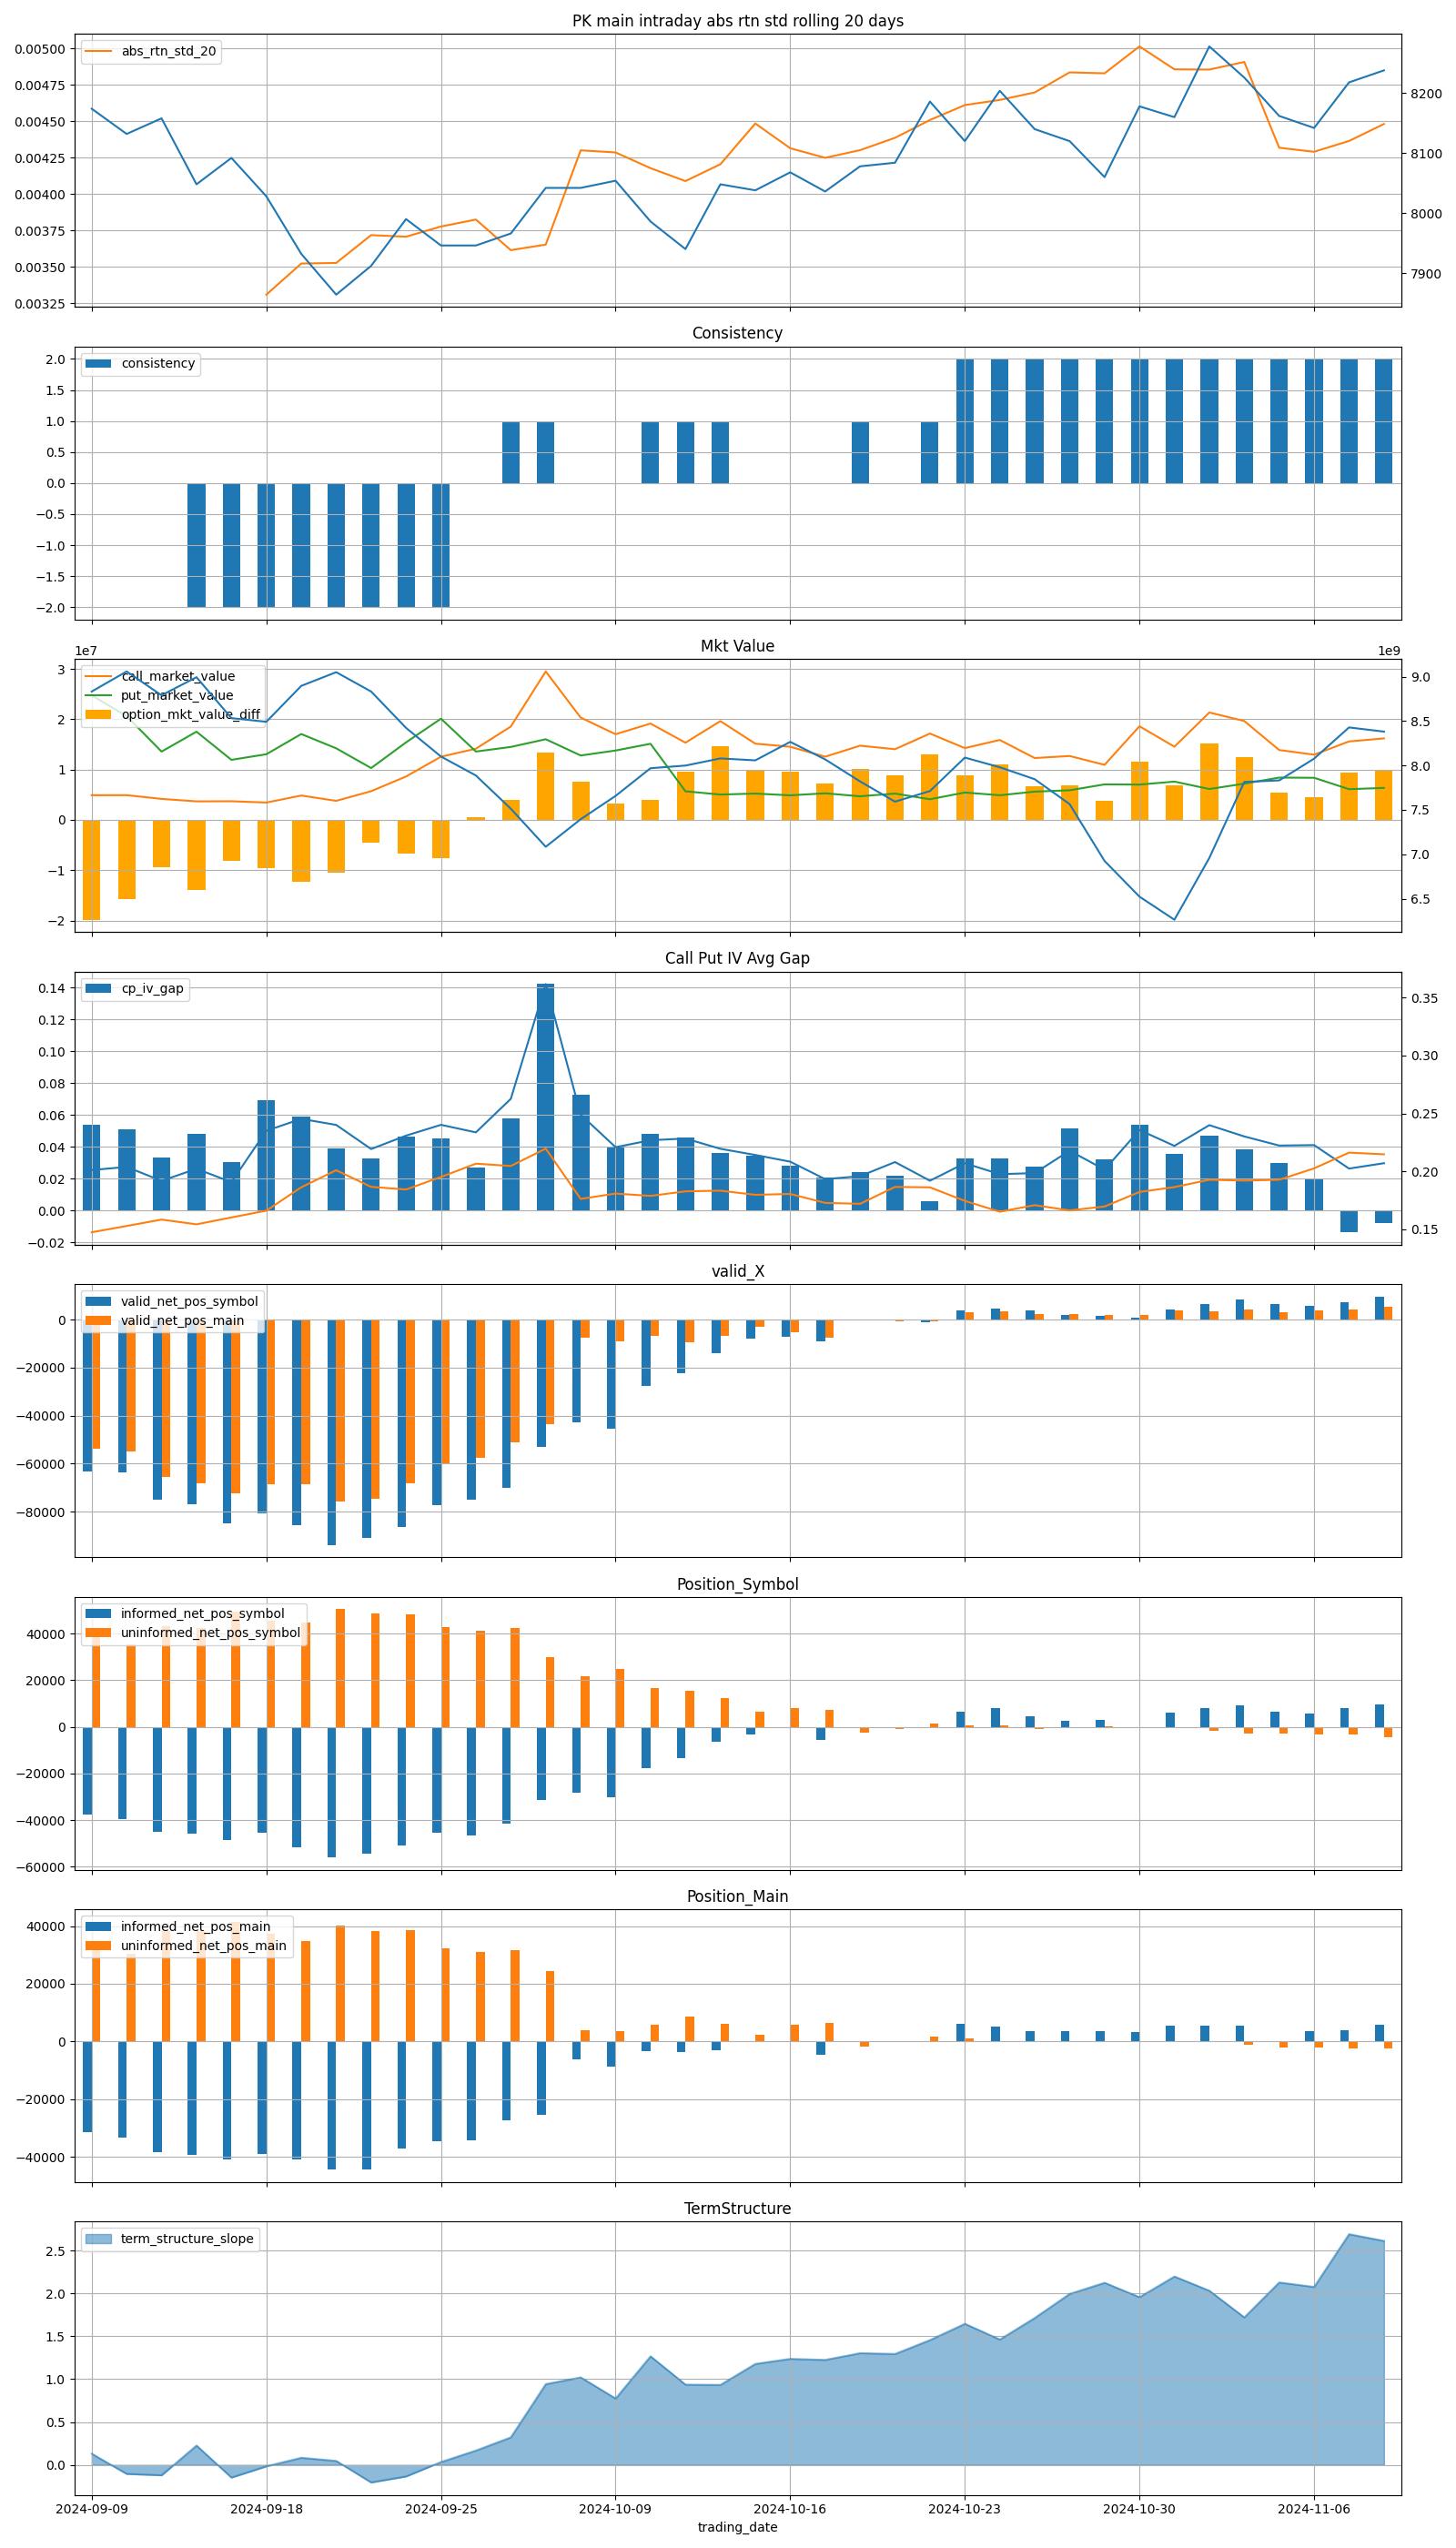 PK main intraday abs rtn std rolling 20 days
abs_rtn_std_20
0.00500
0.00475
0.00450
0.00425
0.00400
0.00375
0.00350
0.00325
8200
8100
8000
7900
Consistency
consistency
2.0
1.5
1.0
0.5
0.0
−0.5
−1.0
−1.5
−2.0
Mkt Value
1e7
1e9
call_market_value
put_market_value
option_mkt_value_diff
3
2
1
0
−1
−2
9.0
8.5
8.0
7.5
7.0
6.5
Call Put IV Avg Gap
cp_iv_gap
0.14
0.12
0.10
0.08
0.06
0.04
0.02
0.00
−0.02
0.35
0.30
0.25
0.20
0.15
valid_X
valid_net_pos_symbol
valid_net_pos_main
0
−20000
−40000
−60000
−80000
Position_Symbol
informed_net_pos_symbol
uninformed_net_pos_symbol
40000
20000
0
−20000
−40000
−60000
Position_Main
informed_net_pos_main
uninformed_net_pos_main
40000
20000
0
−20000
−40000
TermStructure
term_structure_slope
2.5
2.0
1.5
1.0
0.5
0.0
2024-09-09 2024-09-18 2024-09-25 2024-10-09 2024-10-16 2024-10-23 2024-10-30 2024-11-06
trading_date